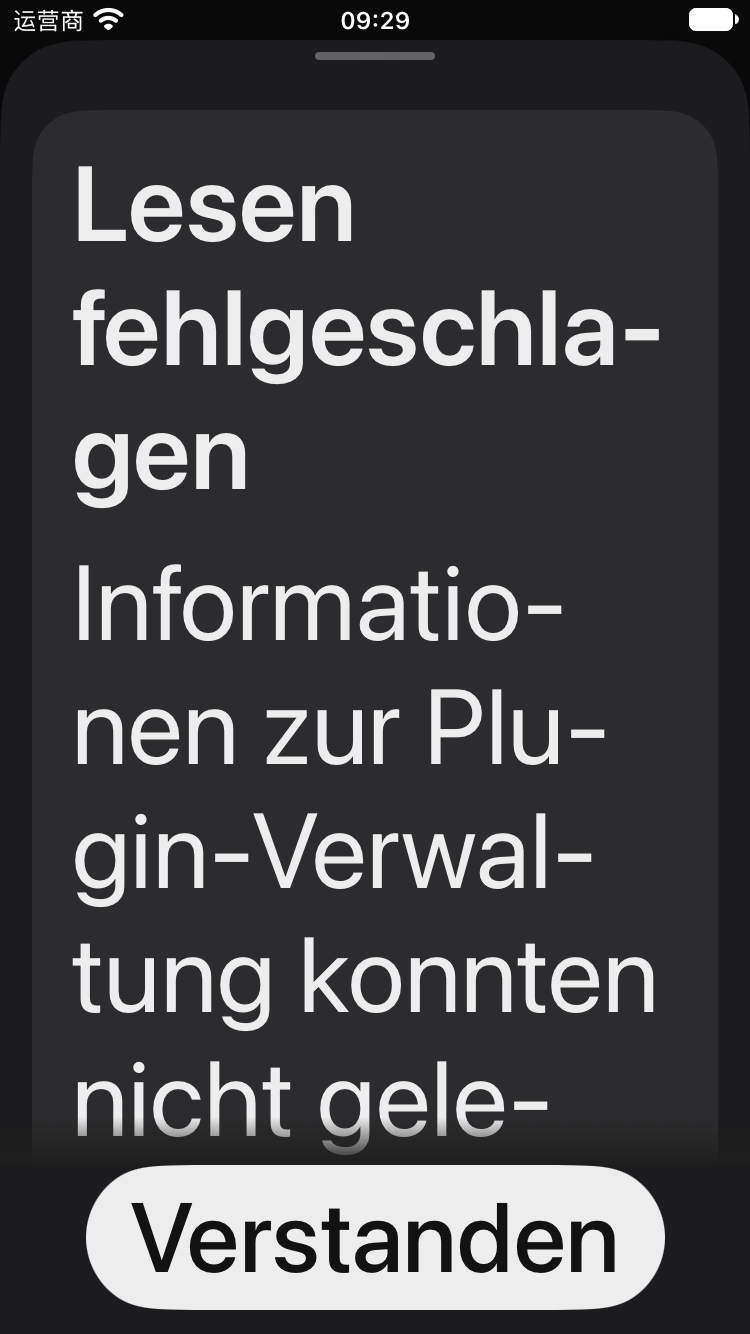 运营商
09:29
Lesen
fehlgeschla-
gen
Informatio-
nen zur Plu-
gin-Verwal-
tung konnten
nicht gele-
Verstanden